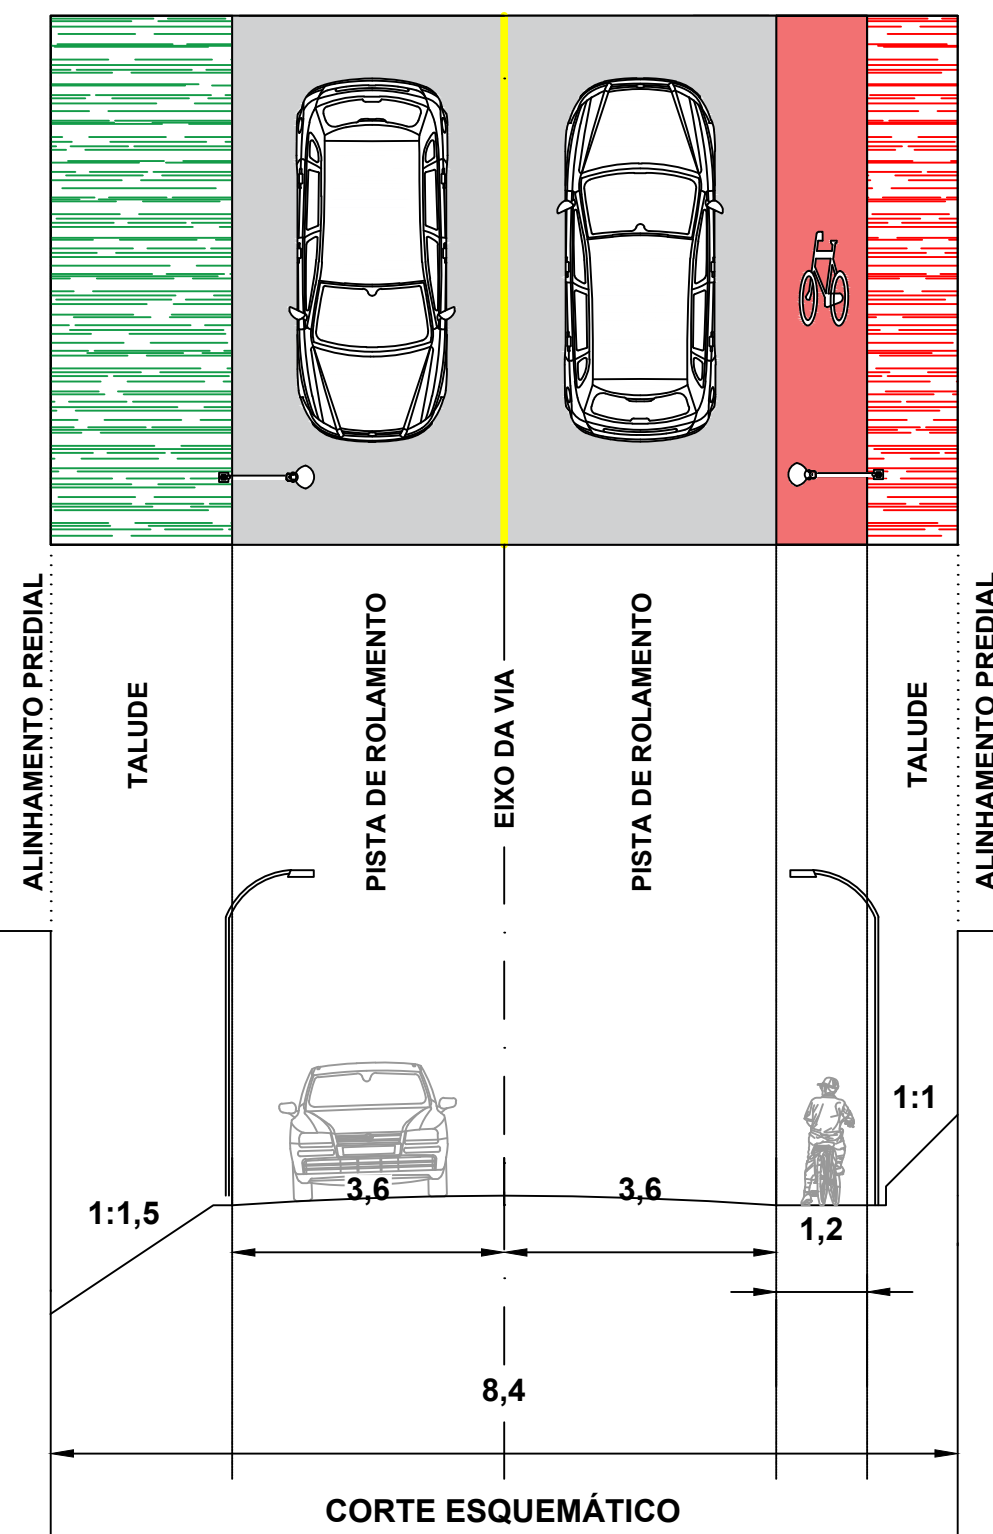 ALINHAMENTO PREDIAL
TALUDE
PISTA DE ROLAMENTO
EIXO DA VIA
PISTA DE ROLAMENTO
TALUDE
ALINHAMENTO PREDIAL
1:1
1:1,5
3,6
3,6
1,2
8,4
CORTE ESQUEMÁTICO